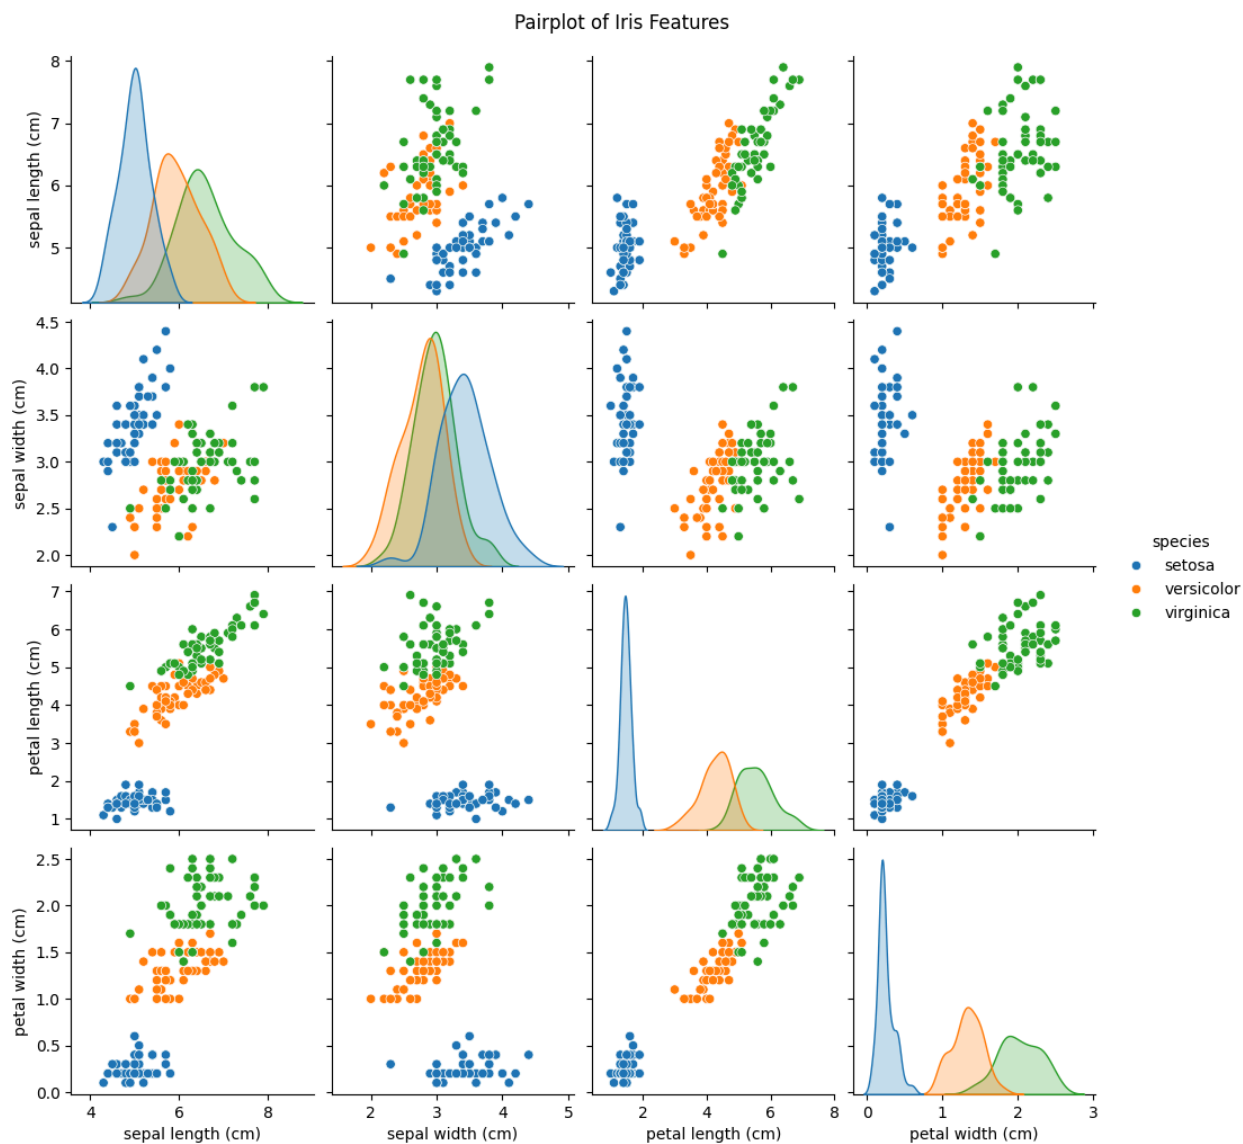 Pairplot of Iris Features
8
7
6
5
sepal length (cm)
4.5
4.0
3.5
3.0
2.5
2.0
sepal width (cm)
species
setosa
versicolor
virginica
7
6
5
4
3
2
1
petal length (cm)
2.5
2.0
1.5
1.0
0.5
0.0
petal width (cm)
4 6 8
2 3 4 5
2 4 6 8
0 1 2 3
sepal length (cm)
sepal width (cm)
petal length (cm)
petal width (cm)